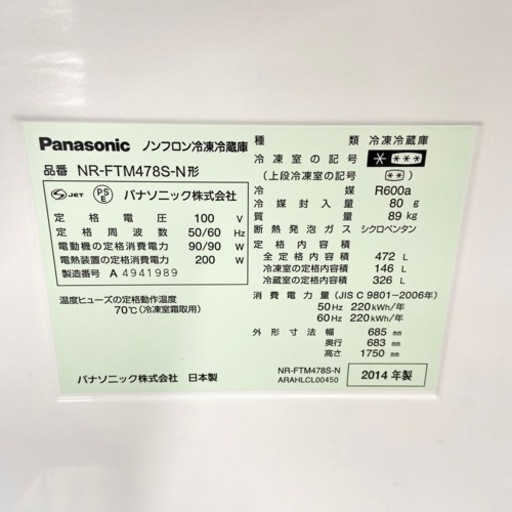 Panasonic ノンフロン冷凍冷蔵庫
品番 NR-FTM478S-N形
S JET PS E パナソニック株式会社
定格電圧 100 V
定格周波数 50/60 Hz
電動機の定格消費電力 90/90 W
電熱装置の定格消費電力 200 W
製造番号 A 4941989
温度ヒューズの定格動作温度
70℃(冷凍室霜取用)
パナソニック株式会社 日本製
種類 冷凍冷蔵庫
冷凍室の記号 * ***
(上段冷凍室の記号) **
冷媒 R600a
冷媒封入量 80 g
質量 89 kg
断熱発泡ガス シクロペンタン
定格内容積
全定格内容積 472 L
冷凍室の定格内容積 146 L
冷蔵室の定格内容積 326 L
消費電力量(JIS C 9801-2006年)
50Hz 220kWh/年
60Hz 220kWh/年
外形寸法 幅 685 mm
奥行 683 mm
高さ 1750 mm
NR-FTM478S-N
ARAHLCL00450
2014年製